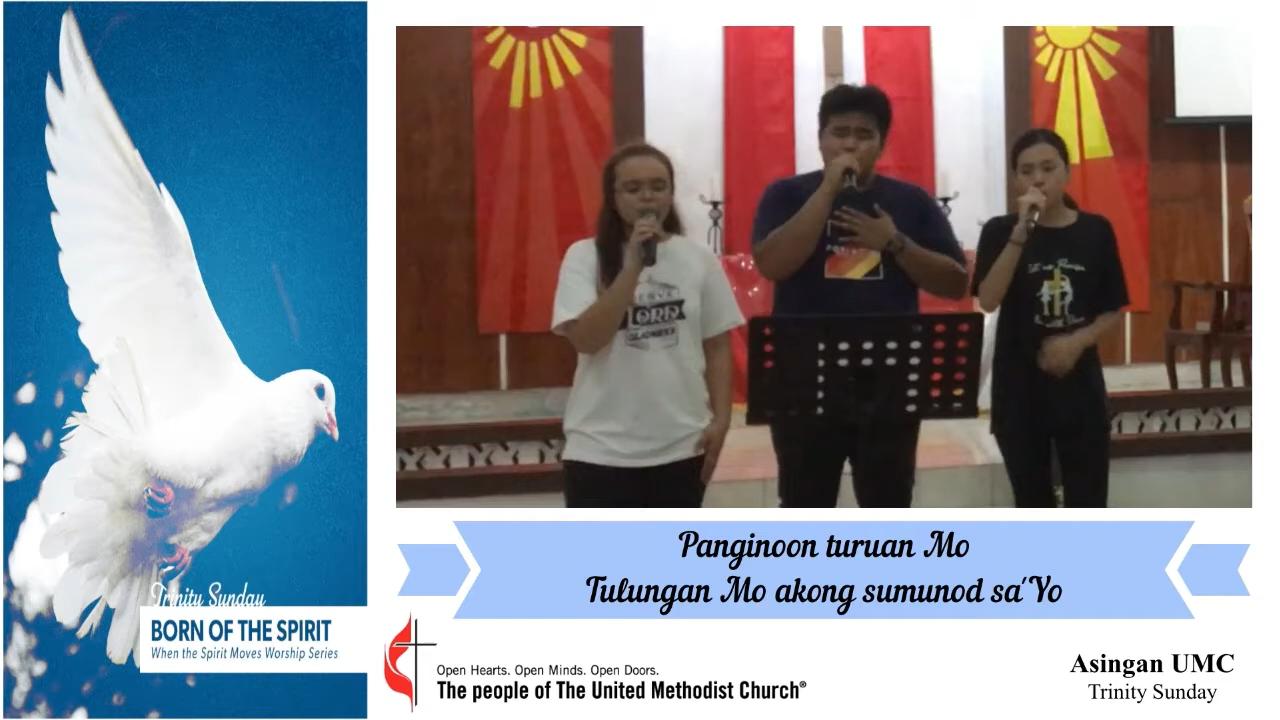 Trinity Sunday
BORN OF THE SPIRIT
When the Spirit Moves Worship Series
LORD
Panginoon turuan Mo
Tulungan Mo akong sumunod sa'Yo
Open Hearts. Open Minds. Open Doors.
The people of The United Methodist Church®
Asingan UMC
Trinity Sunday